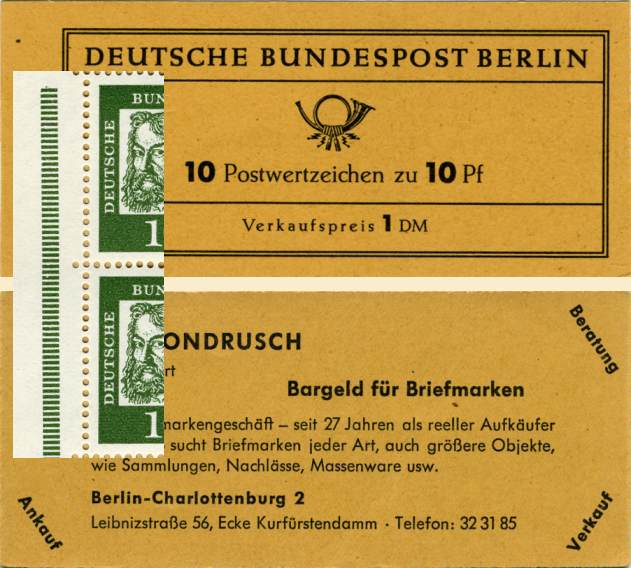 DEUTSCHE BUNDESPOST BERLIN
10 Postwertzeichen zu 10 Pf
Verkaufspreis 1 DM
DEUTSCHE
BUN
1
DEUTSCHE
BUN
1
ONDRUSCH
rt
Beratung
Bargeld für Briefmarken
markengeschäft – seit 27 Jahren als reeller Aufkäufer
sucht Briefmarken jeder Art, auch größere Objekte,
wie Sammlungen, Nachlässe, Massenware usw.
Berlin-Charlottenburg 2
Leibnizstraße 56, Ecke Kurfürstendamm · Telefon: 32 31 85
Ankauf
Verkauf